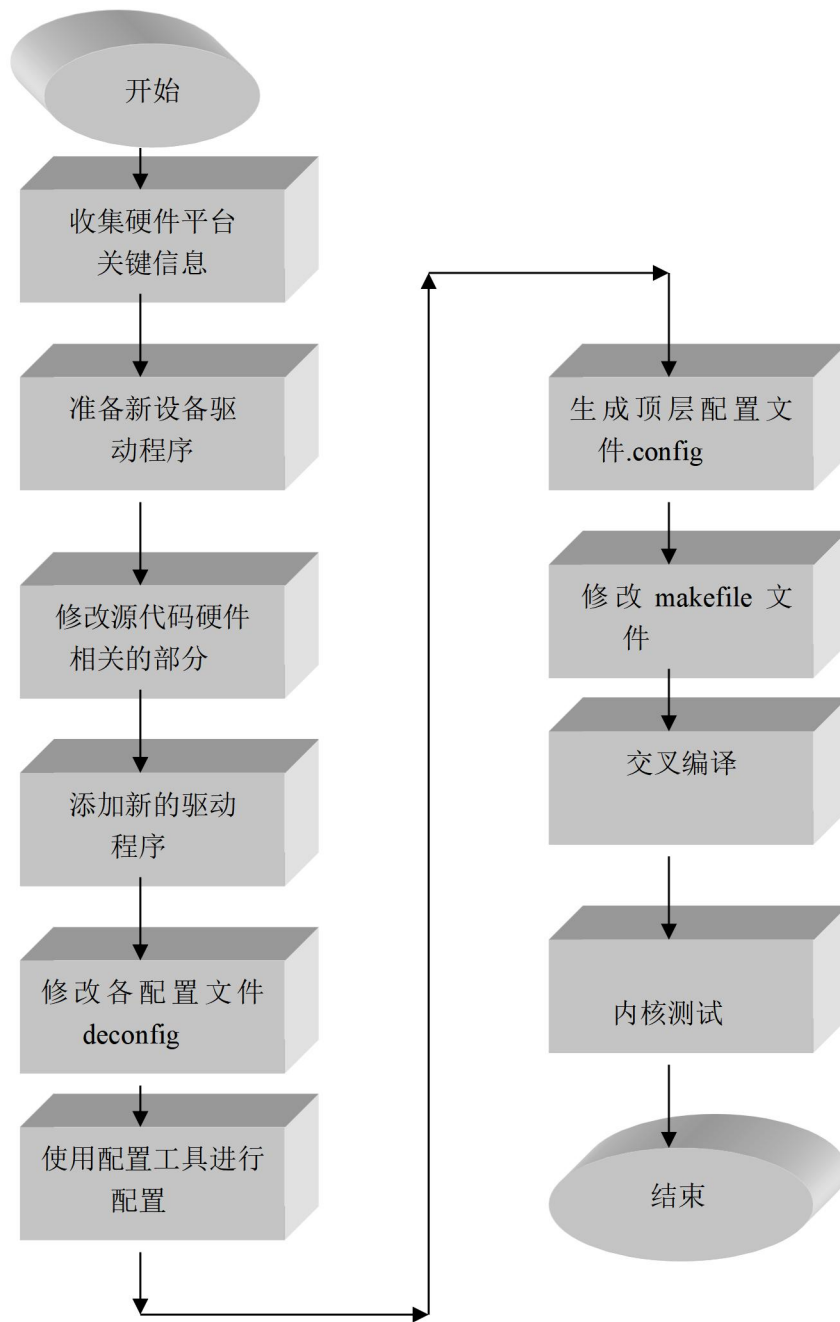 开始
收集硬件平台
关键信息
准备新设备驱
动程序
修改源代码硬件
相关的部分
添加新的驱动
程序
修改各配置文件
deconfig
使用配置工具进行
配置
生成顶层配置文
件.config
修改 makefile 文
件
交叉编译
内核测试
结束